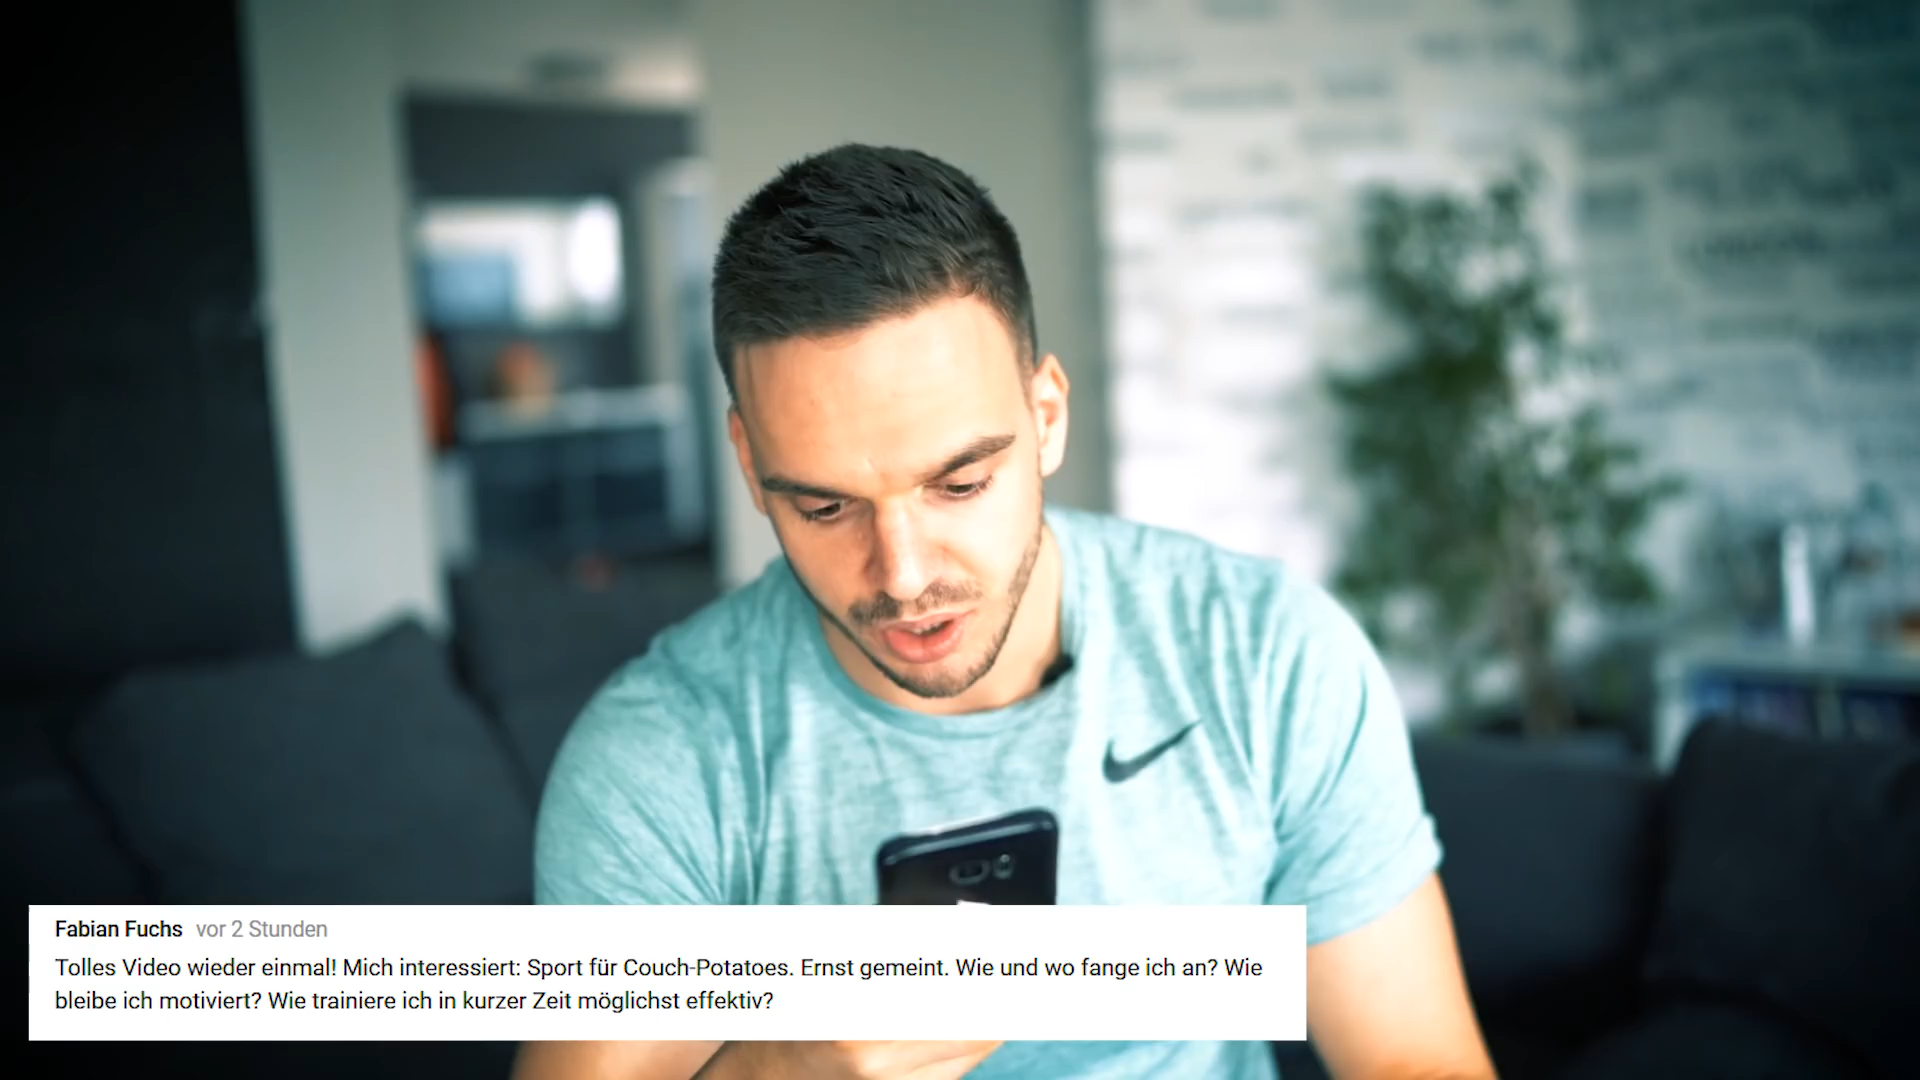 Fabian Fuchs vor 2 Stunden
Tolles Video wieder einmal! Mich interessiert: Sport für Couch-Potatoes. Ernst gemeint. Wie und wo fange ich an? Wie
bleibe ich motiviert? Wie trainiere ich in kurzer Zeit möglichst effektiv?